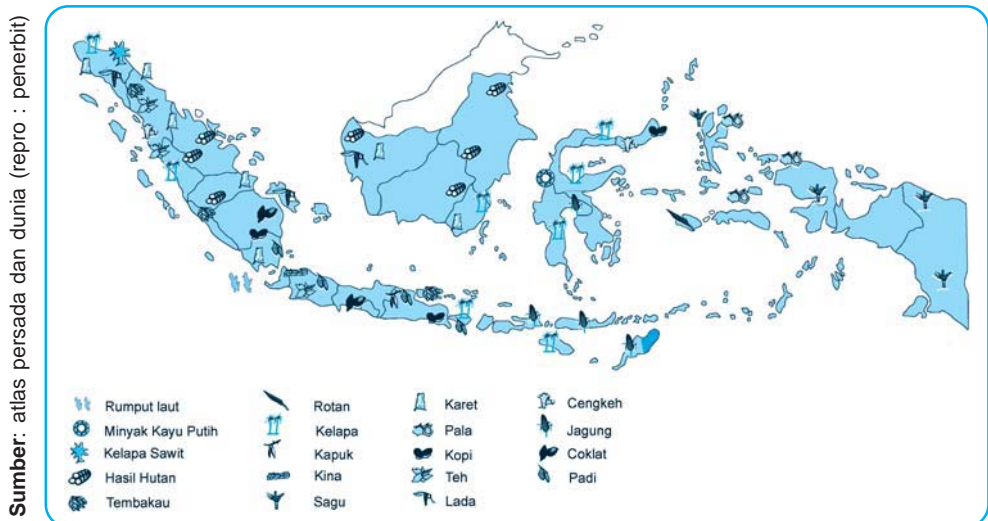 Sumber: atlas persada dan dunia (repro : penerbit)
Rumput laut
Minyak Kayu Putih
Kelapa Sawit
Hasil Hutan
Tembakau
Rotan
Kelapa
Kapuk
Kina
Sagu
Karet
Pala
Kopi
Teh
Lada
Cengkeh
Jagung
Coklat
Padi